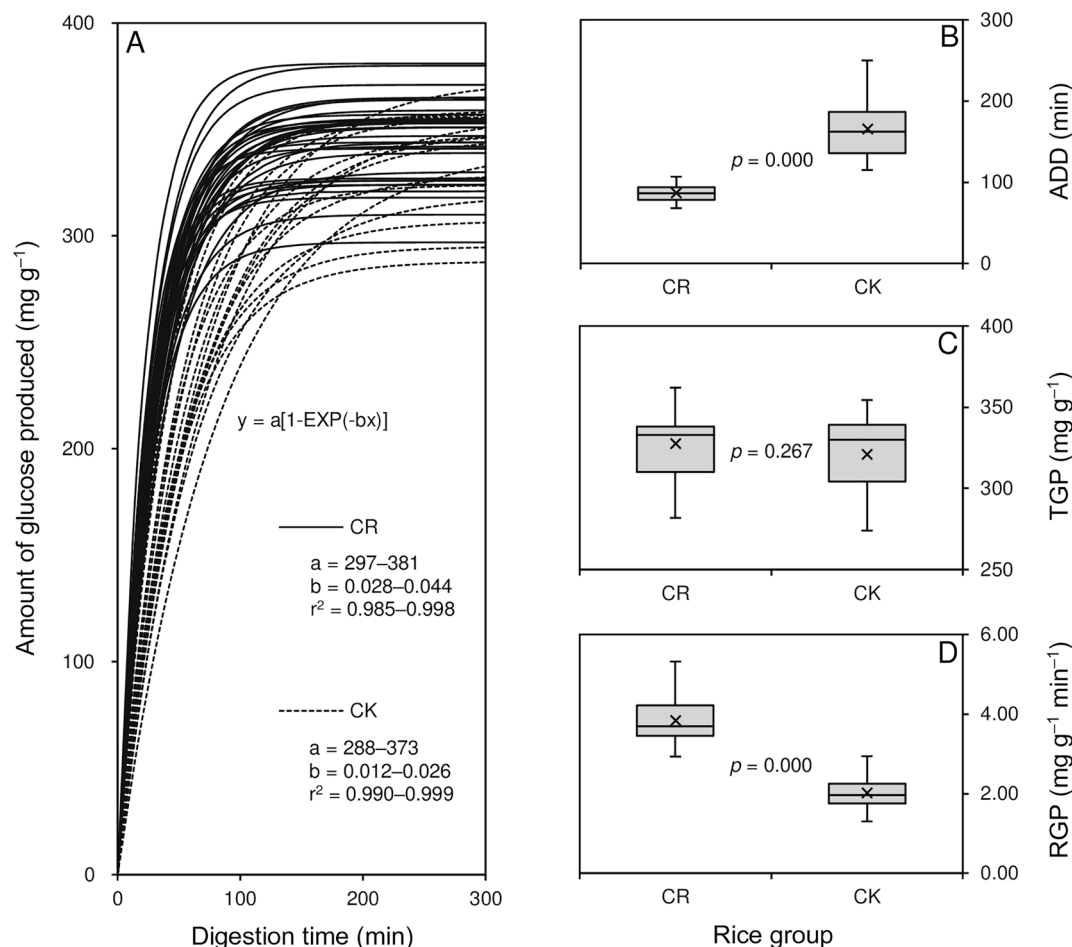 A
Amount of glucose produced (mg g⁻¹)
400
300
200
100
0
y = a[1-EXP(-bx)]
CR
a = 297–381
b = 0.028–0.044
r² = 0.985–0.998
CK
a = 288–373
b = 0.012–0.026
r² = 0.990–0.999
0 100 200 300
Digestion time (min)
B
300
200
100
0
ADD (min)
p = 0.000
CR CK
C
400
350
300
250
TGP (mg g⁻¹)
p = 0.267
CR CK
D
6.00
4.00
2.00
0.00
RGP (mg g⁻¹ min⁻¹)
p = 0.000
CR CK
Rice group